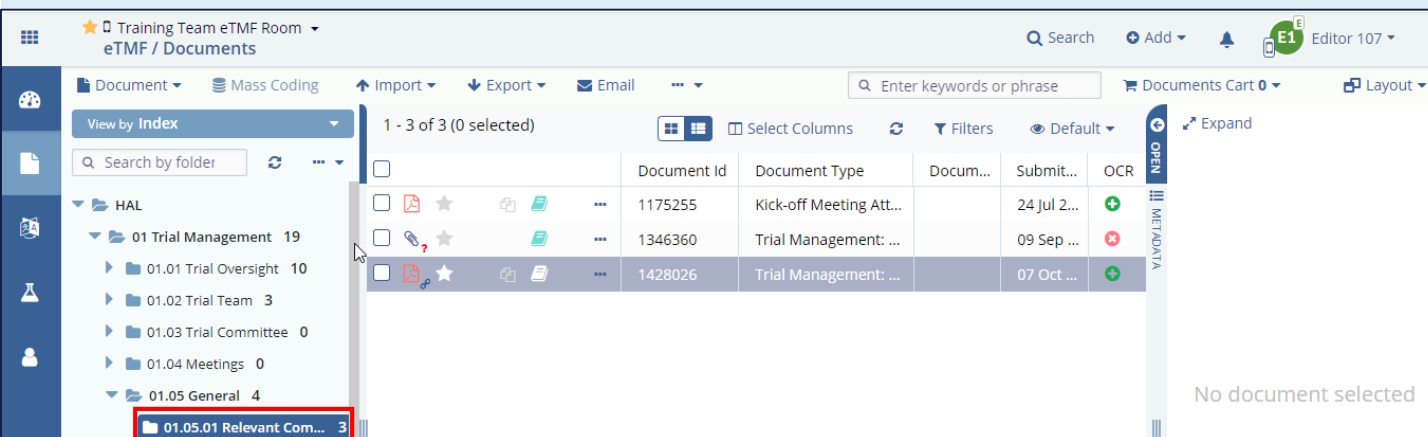 Training Team eTMF Room
eTMF / Documents
Search
Add
E
E1
Editor 107
Document
Mass Coding
Import
Export
Email
Enter keywords or phrase
Documents Cart 0
Layout
View by Index
1 - 3 of 3 (0 selected)
Select Columns
Filters
Default
OPEN
Expand
Search by folder
Document Id
Document Type
Docum...
Submit...
OCR
METADATA
HAL
1175255
Kick-off Meeting Att...
24 Jul 2...
01 Trial Management 19
?
1346360
Trial Management: ...
09 Sep ...
01.01 Trial Oversight 10
1428026
Trial Management: ...
07 Oct ...
01.02 Trial Team 3
01.03 Trial Committee 0
01.04 Meetings 0
01.05 General 4
No document selected
01.05.01 Relevant Com... 3